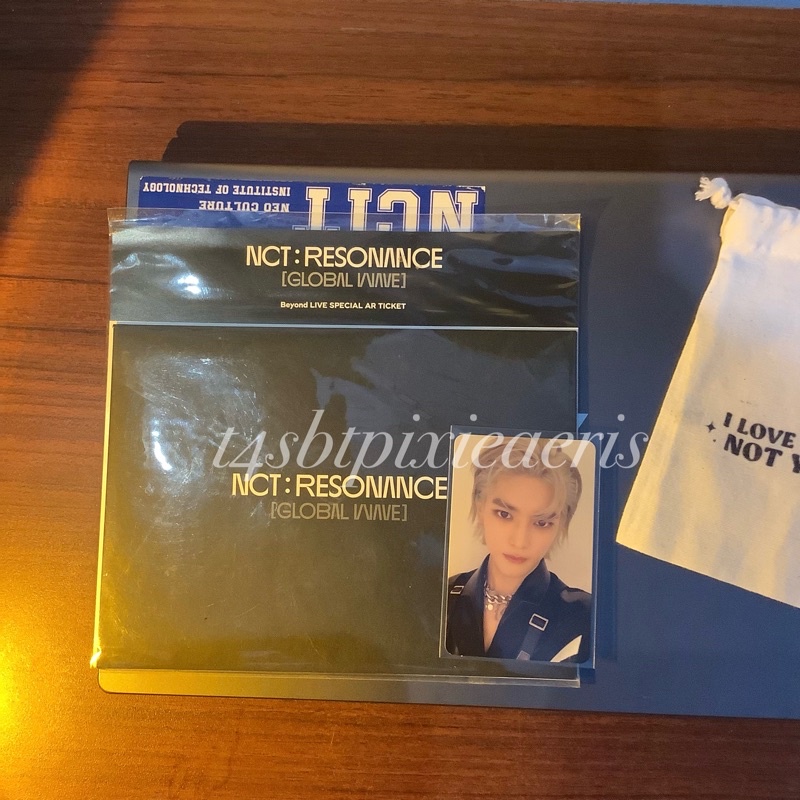 NCIT
NEO CULTURE
INSTITUTE OF TECHNOLOGY
NCT : RESONANCE
[GLOBAL WAVE]
Beyond LIVE SPECIAL AR TICKET
t4sbtpixieaeris
NCT : RESONANCE
[GLOBAL WAVE]
I LOVE
NOT Y